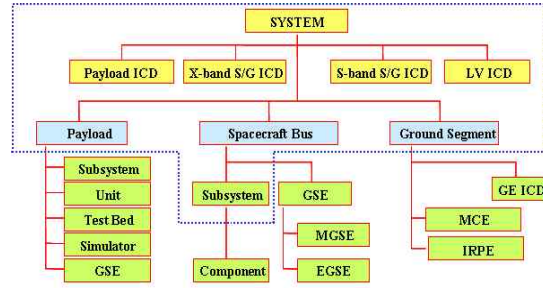 SYSTEM
Payload ICD
X-band S/G ICD
S-band S/G ICD
LV ICD
Payload
Spacecraft Bus
Ground Segment
Subsystem
Unit
Test Bed
Simulator
GSE
Subsystem
Component
GSE
MGSE
EGSE
GE ICD
MCE
IRPE